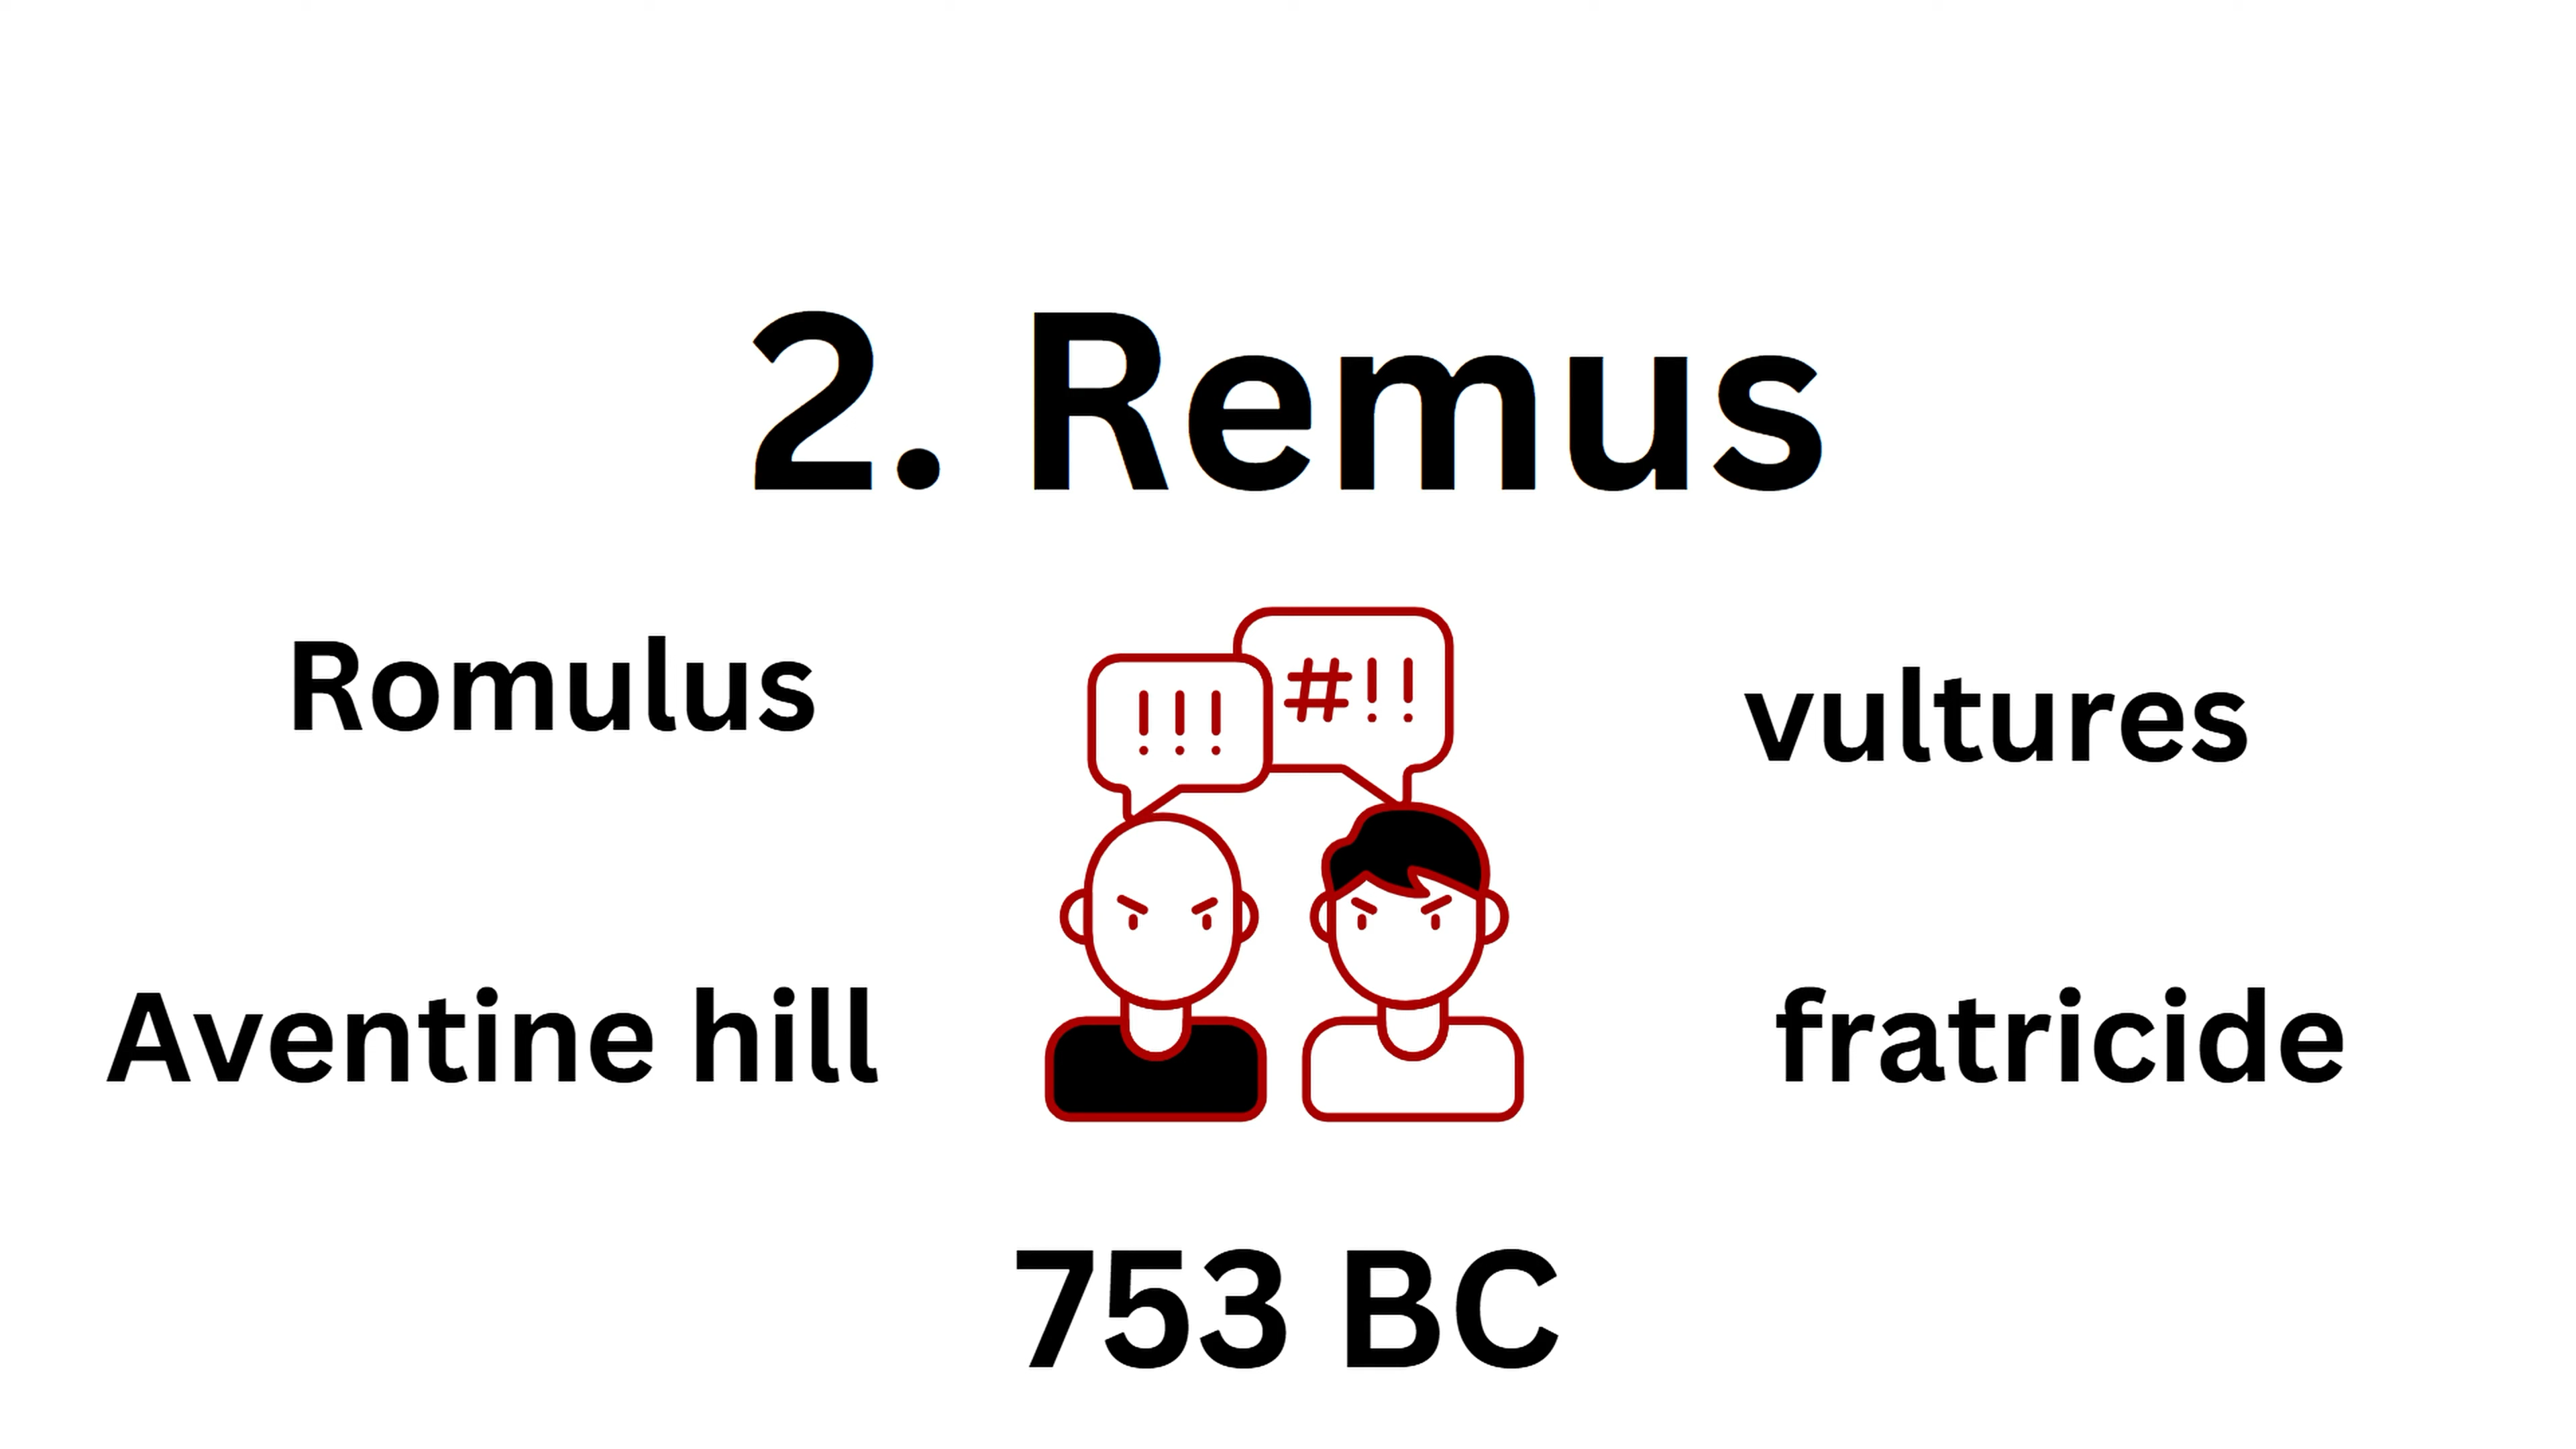 2. Remus
Romulus
!!!
#!!
vultures
Aventine hill
fratricide
753 BC